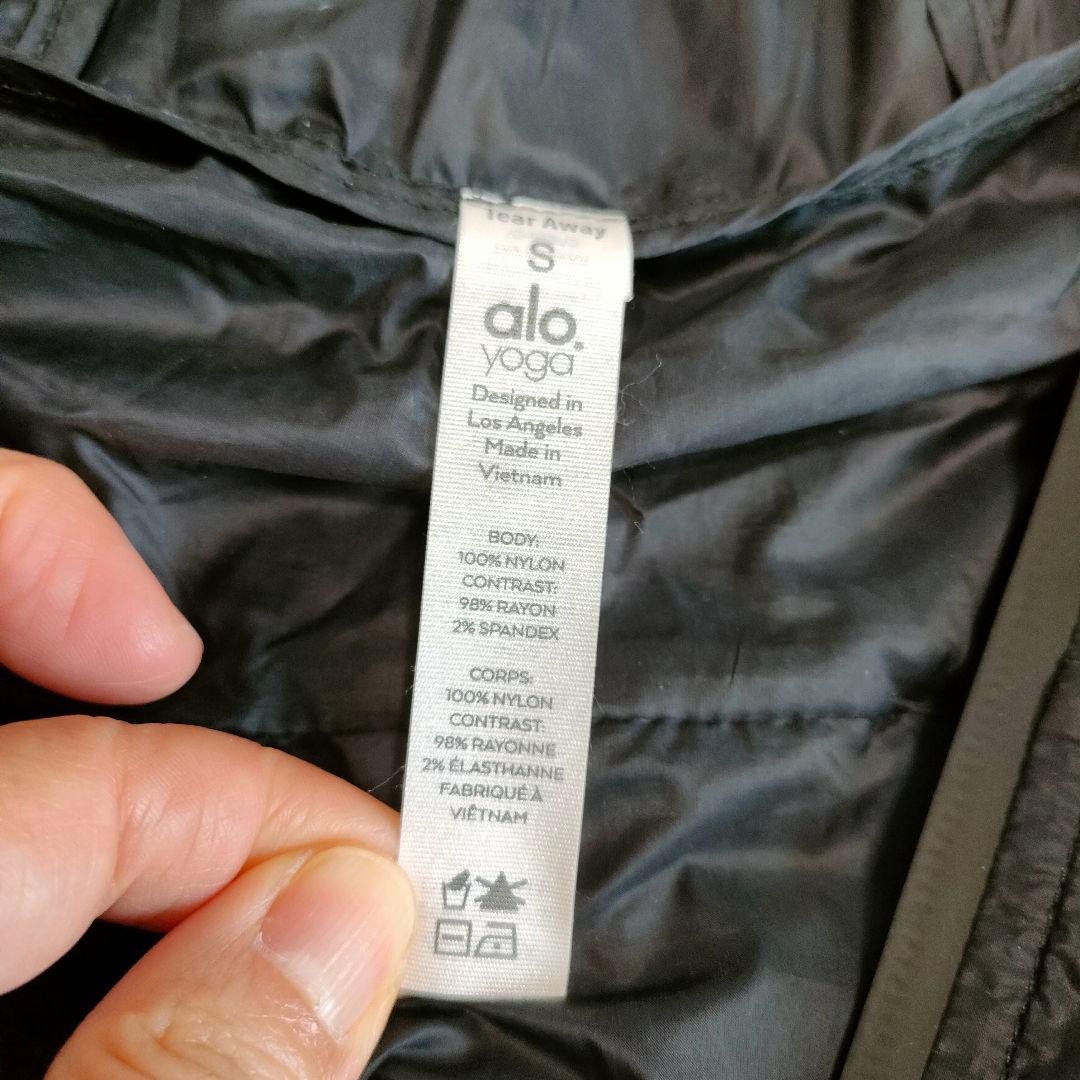 Tear Away
S
alo®
yoga
Designed in
Los Angeles
Made in
Vietnam
BODY:
100% NYLON
CONTRAST:
98% RAYON
2% SPANDEX
CORPS:
100% NYLON
CONTRAST:
98% RAYONNE
2% ÉLASTHANNE
FABRIQUÉ À
VIÊTNAM